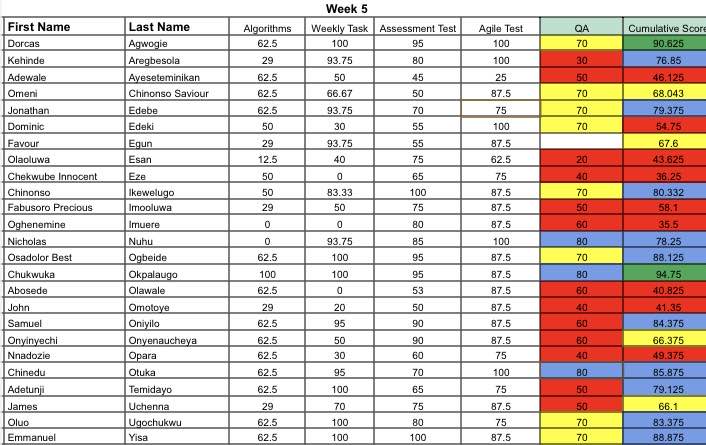 Week 5
First Name Last Name Algorithms Weekly Task Assessment Test Agile Test QA Cumulative Score
Dorcas Agwogie 62.5 100 95 100 70 90.625
Kehinde Aregbesola 29 93.75 80 100 30 76.85
Adewale Ayeseteminikan 62.5 50 45 25 50 46.125
Omeni Chinonso Saviour 62.5 66.67 50 87.5 70 68.043
Jonathan Edebe 62.5 93.75 70 75 70 79.375
Dominic Edeki 50 30 55 100 70 54.75
Favour Egun 29 93.75 55 87.5 67.6
Olaoluwa Esan 12.5 40 75 62.5 20 43.625
Chekwube Innocent Eze 50 0 65 75 40 36.25
Chinonso Ikewelugo 50 83.33 100 87.5 70 80.332
Fabusoro Precious Imooluwa 29 50 75 87.5 50 58.1
Oghenemine Imuere 0 0 80 87.5 60 35.5
Nicholas Nuhu 0 93.75 85 100 80 78.25
Osadolor Best Ogbeide 62.5 100 95 87.5 70 88.125
Chukwuka Okpalaugo 100 100 95 87.5 80 94.75
Abosede Olawale 62.5 0 53 87.5 60 40.825
John Omotoye 29 20 50 87.5 40 41.35
Samuel Oniyilo 62.5 95 90 87.5 60 84.375
Onyinyechi Onyenaucheya 62.5 50 90 87.5 60 66.375
Nnadozie Opara 62.5 30 60 75 40 49.375
Chinedu Otuka 62.5 95 70 100 80 85.875
Adetunji Temidayo 62.5 100 65 75 50 79.125
James Uchenna 29 70 75 87.5 50 66.1
Oluo Ugochukwu 62.5 100 80 75 70 83.375
Emmanuel Yisa 62.5 100 100 87.5 70 88.875